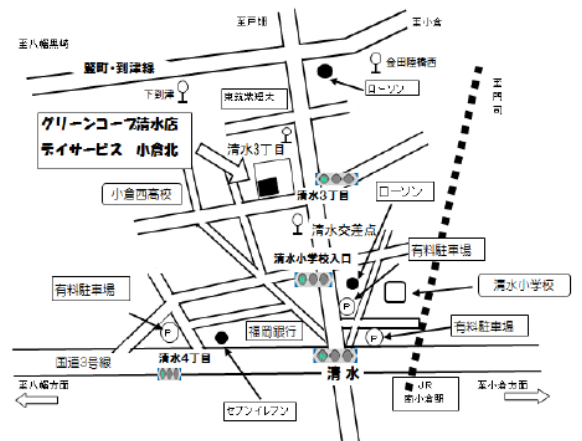 至戸畑
至小倉
至八幡黒崎
竪町・到津線
金田陸橋西
下到津
東筑紫短大
ローソン
至門司
グリーンコープ清水店
デイサービス 小倉北
清水3丁目
小倉西高校
清水3丁目
ローソン
清水交差点
清水小学校入口
有料駐車場
清水小学校
有料駐車場
福岡銀行
有料駐車場
国道3号線
清水4丁目
清水
至八幡方面
セブンイレブン
JR
南小倉駅
至小倉方面
P
P
P